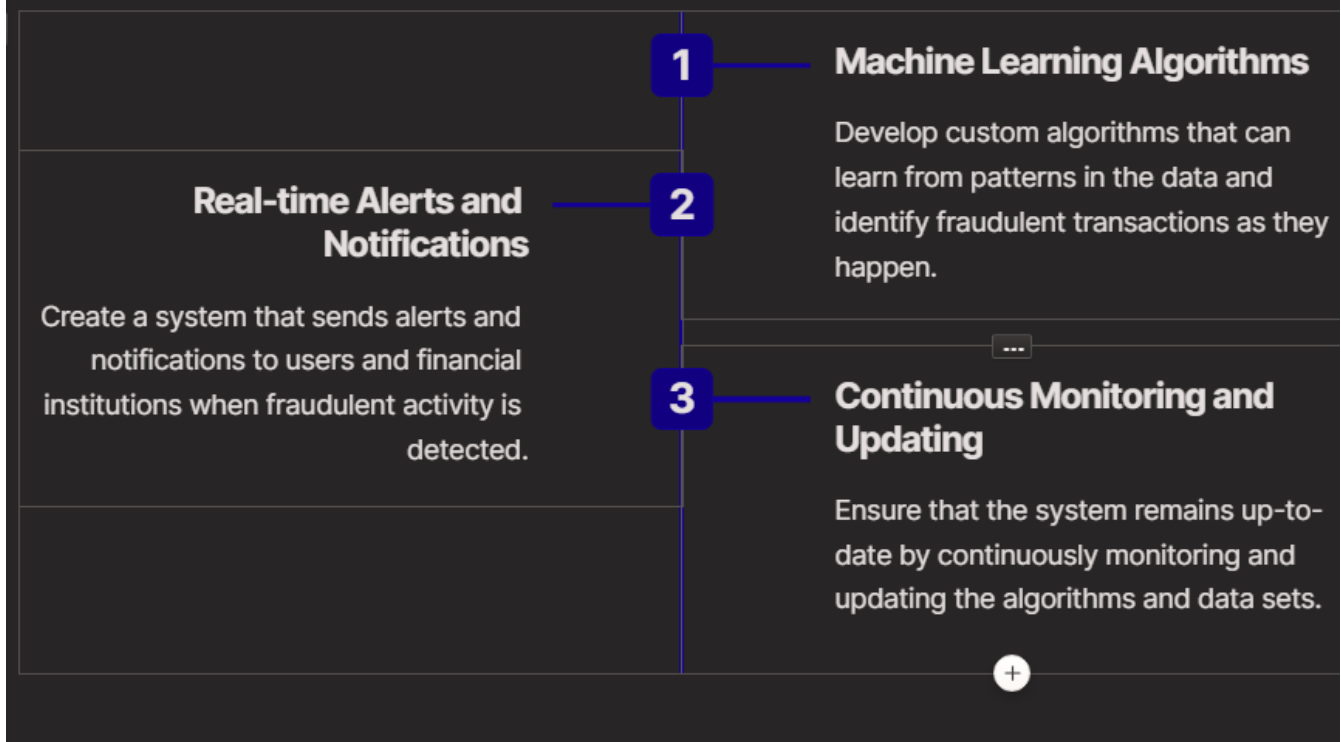 1
Machine Learning Algorithms
Develop custom algorithms that can
learn from patterns in the data and
identify fraudulent transactions as they
happen.
2
Real-time Alerts and
Notifications
Create a system that sends alerts and
notifications to users and financial
institutions when fraudulent activity is
detected.
3
Continuous Monitoring and
Updating
Ensure that the system remains up-to-
date by continuously monitoring and
updating the algorithms and data sets.